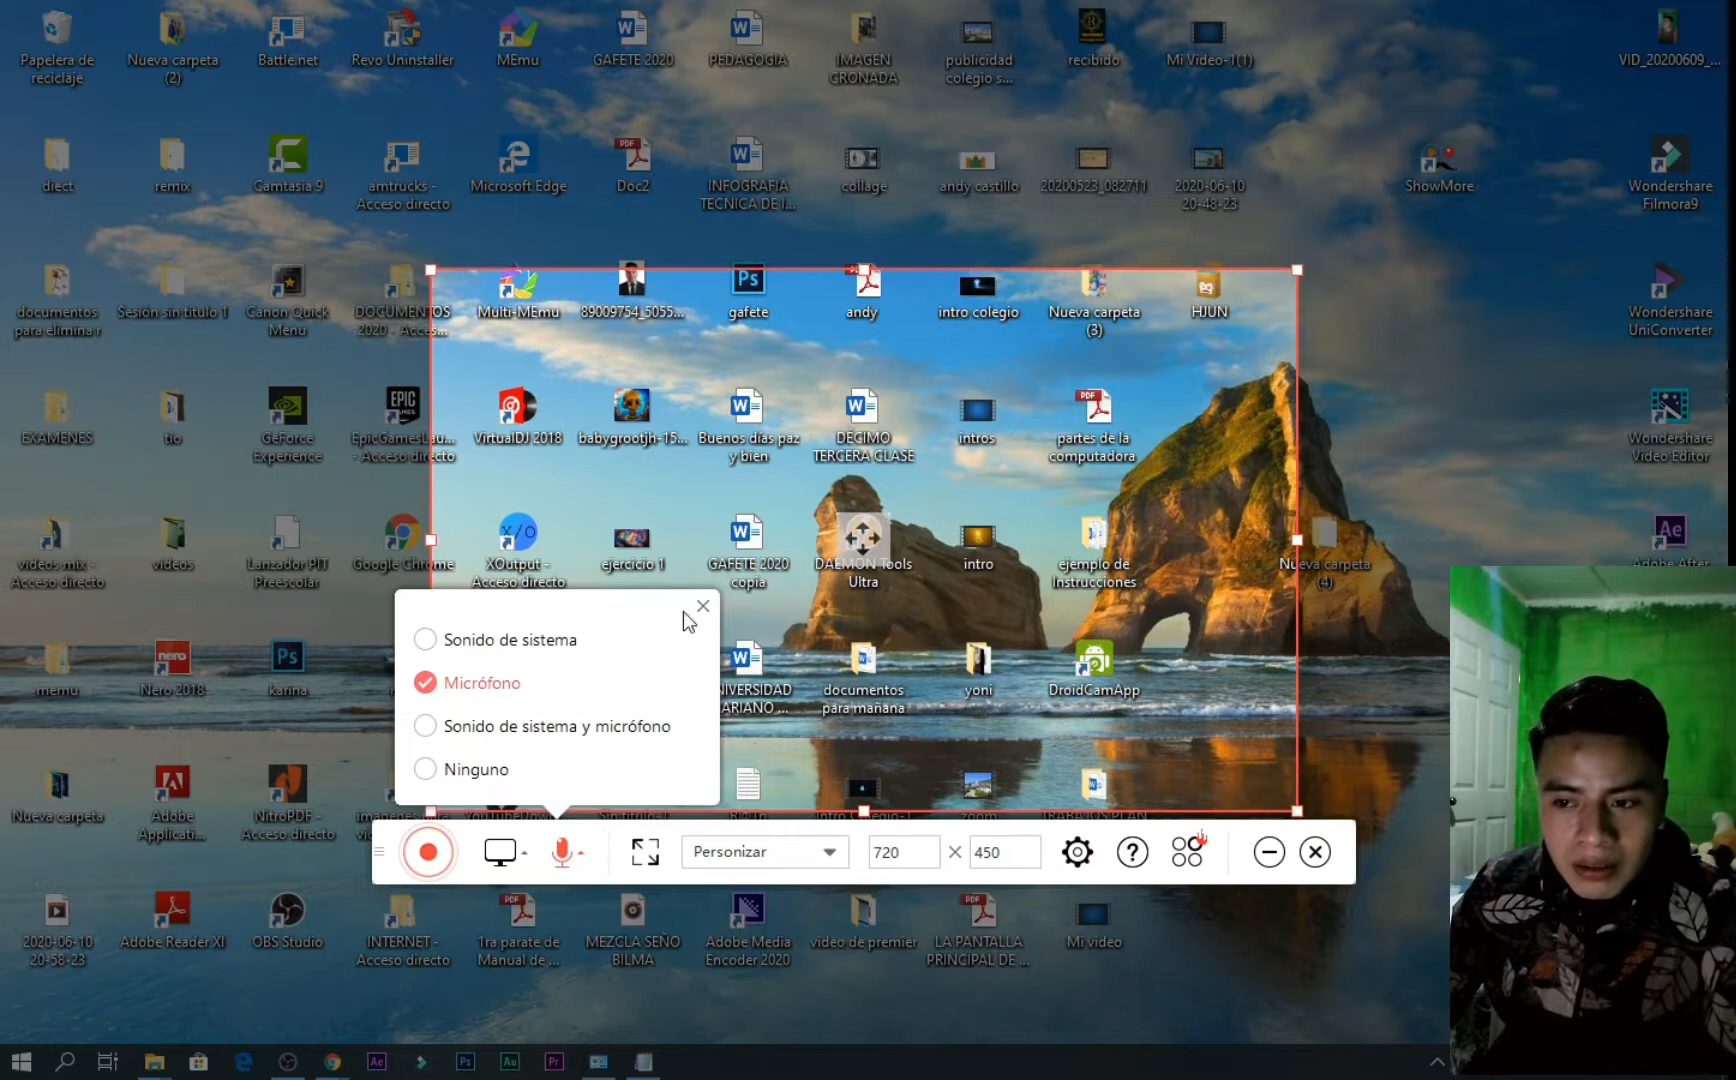 Papelera de
reciclaje
Nueva carpeta
(2)
Battle.net
Revo Uninstaller
MEmu
GAFETE 2020
PEDAGOGIA
IMAGEN
CRONADA
publicidad
colegio s...
recibido
Mi Video-1(1)
VID_20200609_...
diect
remix
Camtasia 9
amtrucks -
Acceso directo
Microsoft Edge
Doc2
INFOGRAFIA
TECNICA DE I...
collage
andy castillo
20200523_082711
2020-06-10
20-48-23
ShowMore
Wondershare
Filmora9
documentos
para eliminar
Sesión sin titulo 1
Canon Quick
Menu
DOCUMENTOS
2020 - Acces...
Multi-MEmu
89009754_5055...
gafete
andy
intro colegio
Nueva carpeta
(3)
HJUN
Wondershare
UniConverter
EXAMENES
tio
GeForce
Experience
EpicGamesLau...
- Acceso directo
VirtualDJ 2018
babygrootjh-15...
Buenos días paz
y bien
DECIMO
TERCERA CLASE
intros
partes de la
computadora
Wondershare
Video Editor
videos mix -
Acceso directo
videos
Lanzador PIT
Preescolar
Google Chrome
XOutput -
Acceso directo
ejercicio 1
GAFETE 2020
copia
DAEMON Tools
Ultra
intro
ejemplo de
Instrucciones
Nueva carpeta
(4)
Adobe After
Sonido de sistema
Micrófono
Sonido de sistema y micrófono
Ninguno
memu
Nero 2018
karina
NIVERSIDAD
ARIANO ...
documentos
para mañana
yoni
DroidCamApp
Nueva carpeta
Adobe
Applicati...
NitroPDF -
Acceso directo
zoom
TRABAJOS PLAN
Personizar
720
450
2020-06-10
20-58-23
Adobe Reader XI
OBS Studio
INTERNET -
Acceso directo
1ra parate de
Manual de ...
MEZCLA SEÑO
BILMA
Adobe Media
Encoder 2020
video de premier
LA PANTALLA
PRINCIPAL DE ...
Mi video